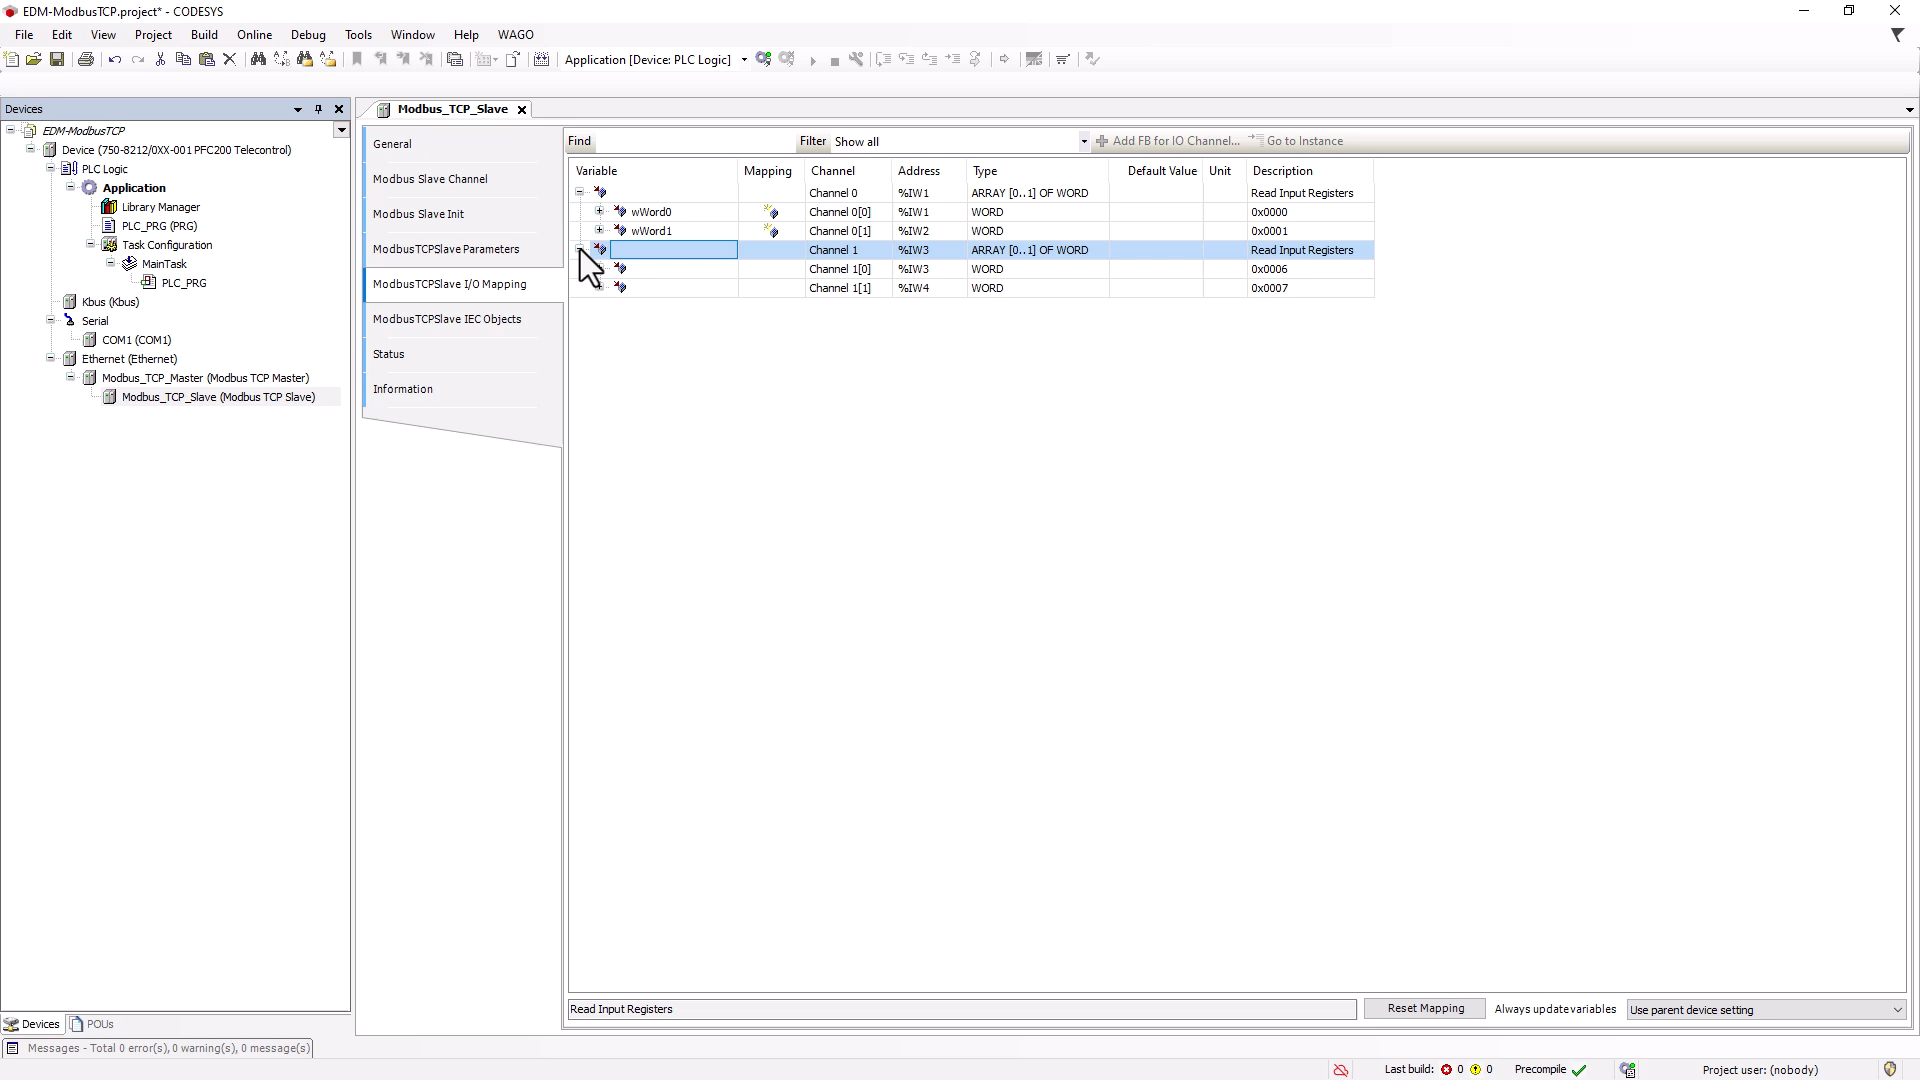 EDM-ModbusTCP.project* - CODESYS
File Edit View Project Build Online Debug Tools Window Help WAGO
Application [Device: PLC Logic]
Devices
EDM-ModbusTCP
Device (750-8212/0XX-001 PFC200 Telecontrol)
PLC Logic
Application
Library Manager
PLC_PRG (PRG)
Task Configuration
MainTask
PLC_PRG
Kbus (Kbus)
Serial
COM1 (COM1)
Ethernet (Ethernet)
Modbus_TCP_Master (Modbus TCP Master)
Modbus_TCP_Slave (Modbus TCP Slave)
Devices POUs
Modbus_TCP_Slave
General
Modbus Slave Channel
Modbus Slave Init
ModbusTCPSlave Parameters
ModbusTCPSlave I/O Mapping
ModbusTCPSlave IEC Objects
Status
Information
Find Filter Show all Add FB for IO Channel... Go to Instance
Variable Mapping Channel Address Type Default Value Unit Description
Channel 0 %IW1 ARRAY [0..1] OF WORD Read Input Registers
wWord0 Channel 0[0] %IW1 WORD 0x0000
wWord1 Channel 0[1] %IW2 WORD 0x0001
Channel 1 %IW3 ARRAY [0..1] OF WORD Read Input Registers
Channel 1[0] %IW3 WORD 0x0006
Channel 1[1] %IW4 WORD 0x0007
Read Input Registers Reset Mapping Always update variables Use parent device setting
Messages - Total 0 error(s), 0 warning(s), 0 message(s)
Last build: 0 0 Precompile Project user: (nobody)